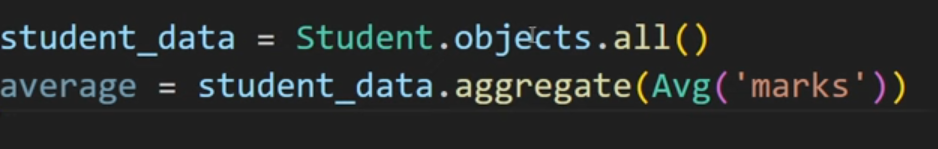 student_data = Student.objects.all()
average = student_data.aggregate(Avg('marks'))